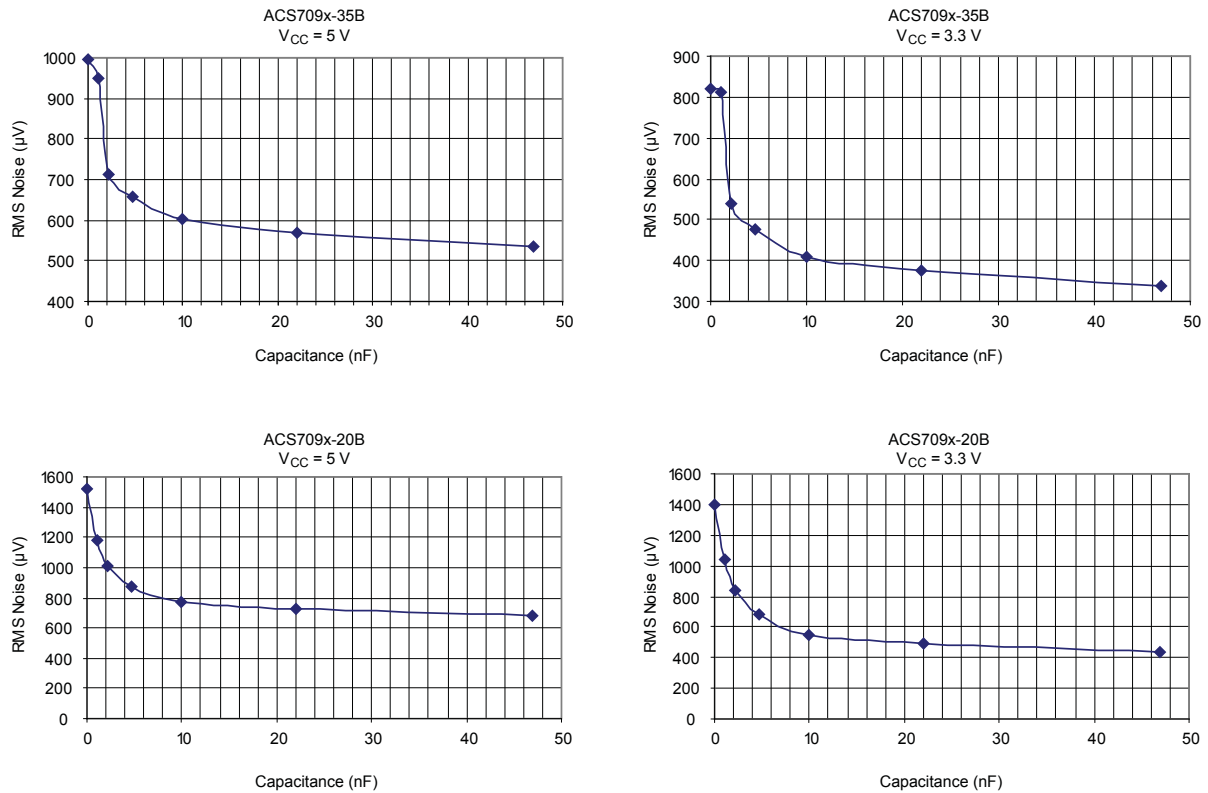 ACS709x-35B
V_CC = 5 V
1000
900
800
700
600
500
400
RMS Noise (µV)
0 10 20 30 40 50
Capacitance (nF)
ACS709x-35B
V_CC = 3.3 V
900
800
700
600
500
400
300
RMS Noise (µV)
0 10 20 30 40 50
Capacitance (nF)
ACS709x-20B
V_CC = 5 V
1600
1400
1200
1000
800
600
400
200
0
RMS Noise (µV)
0 10 20 30 40 50
Capacitance (nF)
ACS709x-20B
V_CC = 3.3 V
1600
1400
1200
1000
800
600
400
200
0
RMS Noise (µV)
0 10 20 30 40 50
Capacitance (nF)